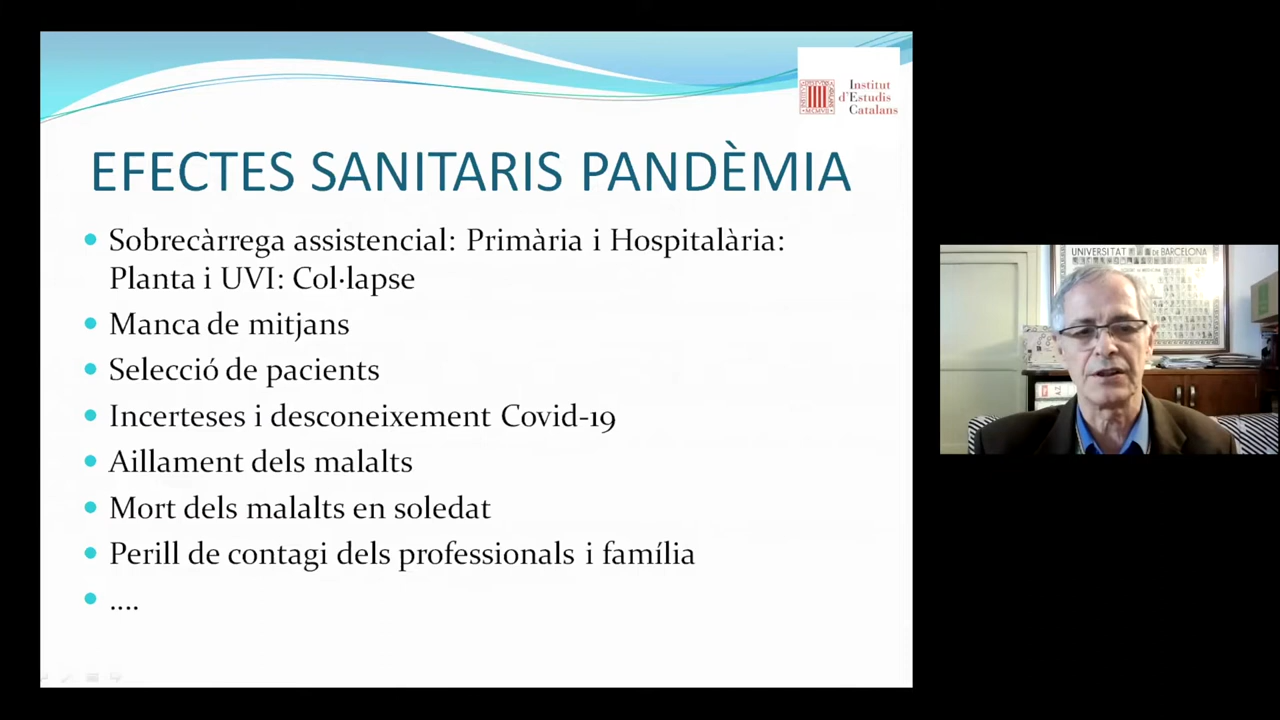 Institut
d'Estudis
Catalans
EFECTES SANITARIS PANDÈMIA
Sobrecàrrega assistencial: Primària i Hospitalària:
Planta i UVI: Col·lapse
Manca de mitjans
Selecció de pacients
Incerteses i desconeixement Covid-19
Aillament dels malalts
Mort dels malalts en soledat
Perill de contagi dels professionals i família
....
UNIVERSITAT DE BARCELONA